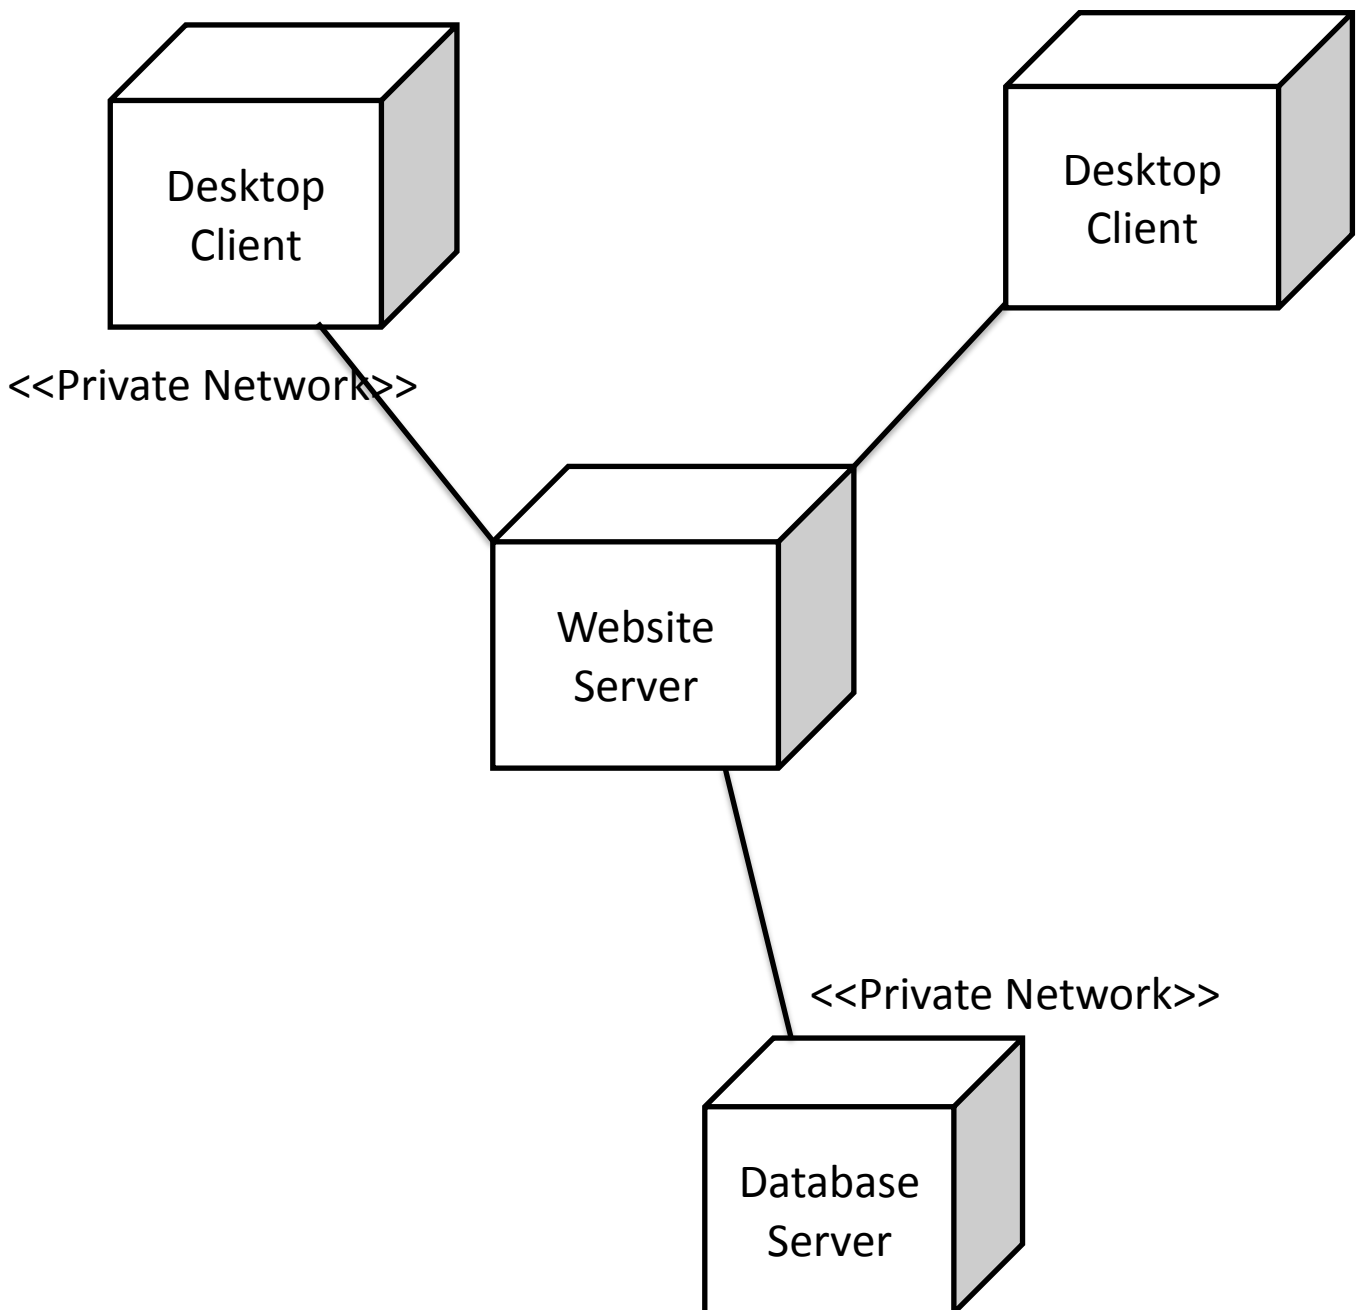 Desktop
Client
Desktop
Client
<<Private Network>>
Website
Server
<<Private Network>>
Database
Server